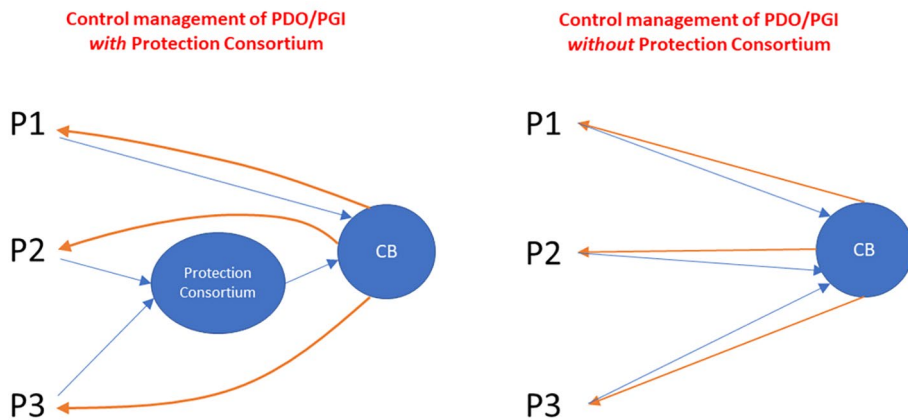 Control management of PDO/PGI
with Protection Consortium
P1
P2
P3
Protection
Consortium
CB
Control management of PDO/PGI
without Protection Consortium
P1
P2
P3
CB